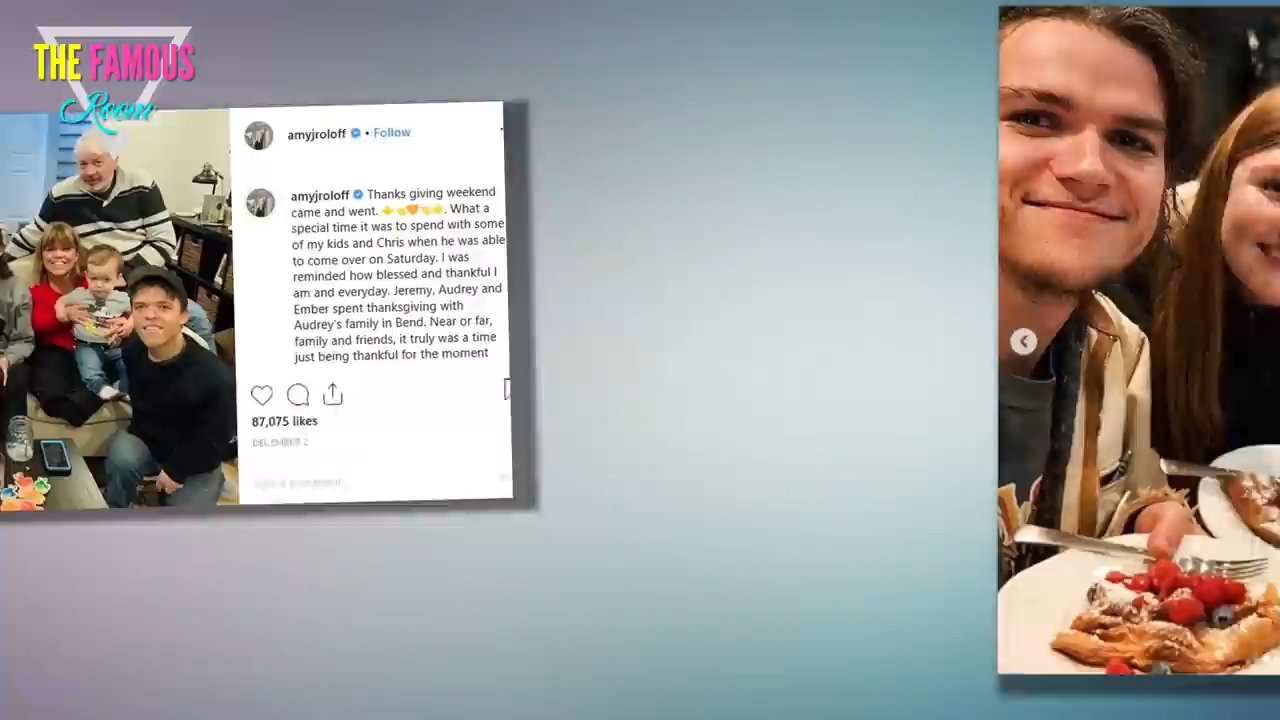 THE FAMOUS
Room
amyjroloff • Follow
amyjroloff Thanks giving weekend
came and went. What a
special time it was to spend with some
of my kids and Chris when he was able
to come over on Saturday. I was
reminded how blessed and thankful I
am and everyday. Jeremy, Audrey and
Ember spent thanksgiving with
Audrey's family in Bend. Near or far,
family and friends, it truly was a time
just being thankful for the moment
87,075 likes
DECEMBER 2